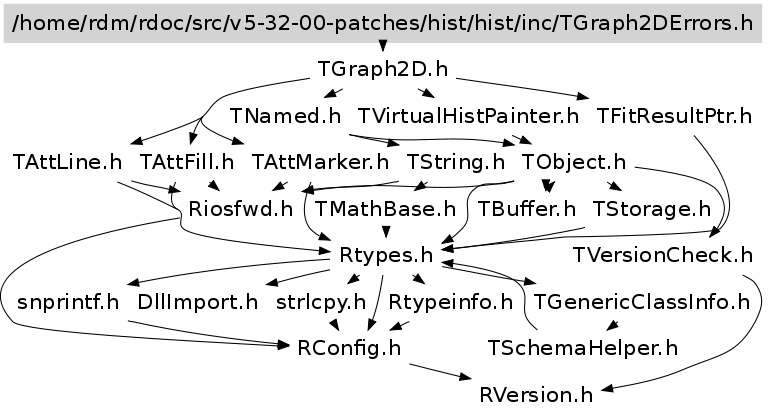 /home/rdm/rdoc/src/v5-32-00-patches/hist/hist/inc/TGraph2DErrors.h
TGraph2D.h
TNamed.h TVirtualHistPainter.h TFitResultPtr.h
TAttLine.h TAttFill.h TAttMarker.h TString.h TObject.h
Riosfwd.h TMathBase.h TBuffer.h TStorage.h
Rtypes.h TVersionCheck.h
snprintf.h DllImport.h strlcpy.h Rtypeinfo.h TGenericClassInfo.h
RConfig.h TSchemaHelper.h
RVersion.h